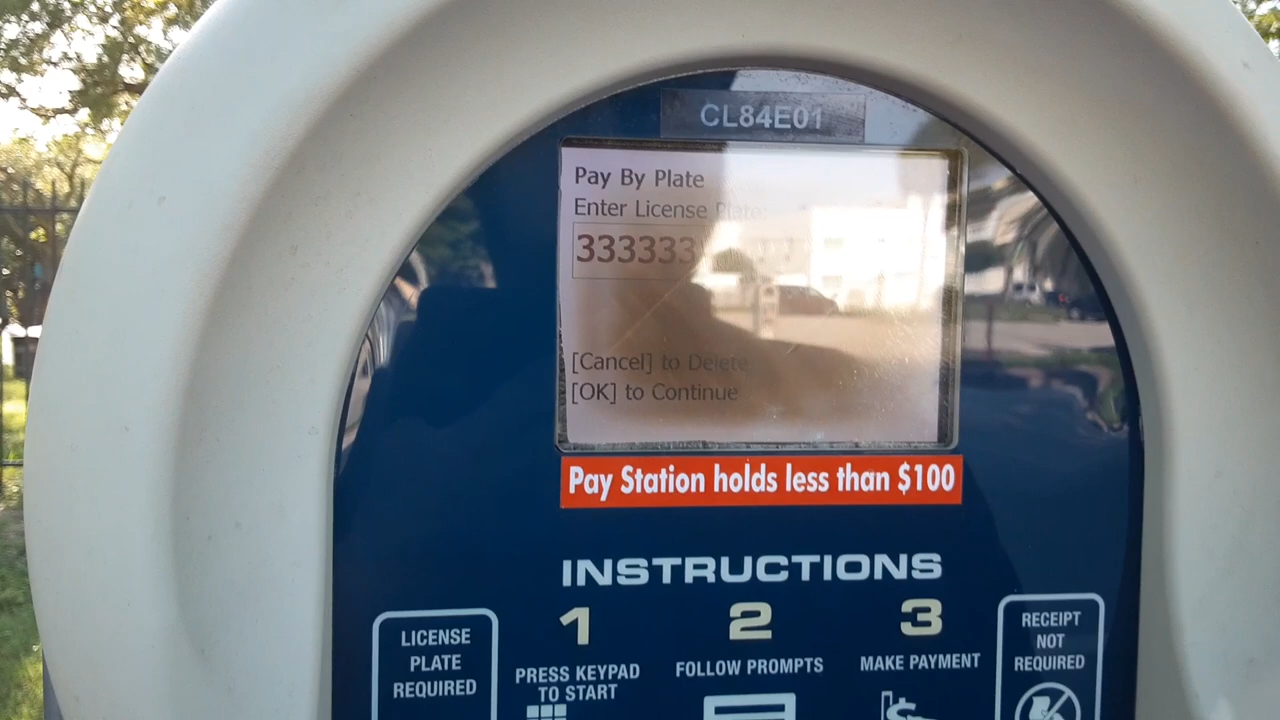 CL84E01
Pay By Plate
Enter License Plate:
333333
[Cancel] to Delete
[OK] to Continue
Pay Station holds less than $100
INSTRUCTIONS
1
2
3
LICENSE
PLATE
REQUIRED
PRESS KEYPAD
TO START
FOLLOW PROMPTS
MAKE PAYMENT
RECEIPT
NOT
REQUIRED
$